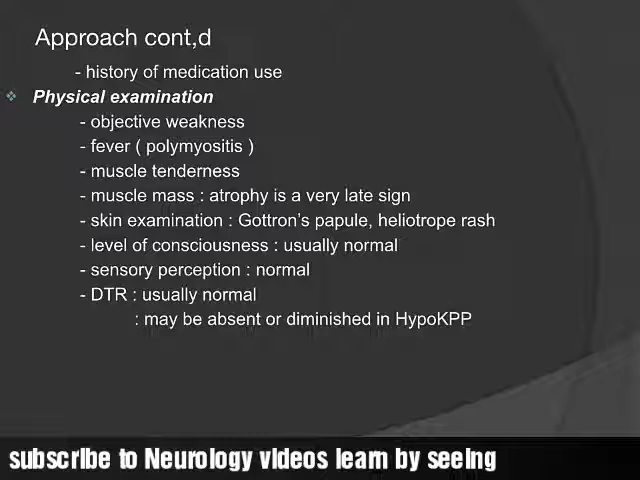 Approach cont,d
- history of medication use
❖ Physical examination
- objective weakness
- fever ( polymyositis )
- muscle tenderness
- muscle mass : atrophy is a very late sign
- skin examination : Gottron's papule, heliotrope rash
- level of consciousness : usually normal
- sensory perception : normal
- DTR : usually normal
: may be absent or diminished in HypoKPP
subscribe to Neurology videos learn by seeing